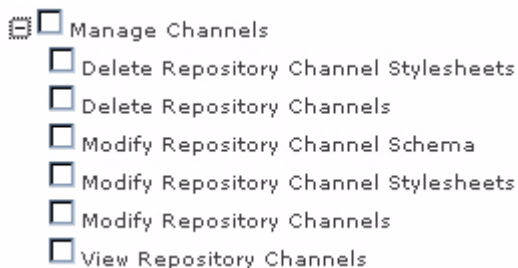 Manage Channels
Delete Repository Channel Stylesheets
Delete Repository Channels
Modify Repository Channel Schema
Modify Repository Channel Stylesheets
Modify Repository Channels
View Repository Channels